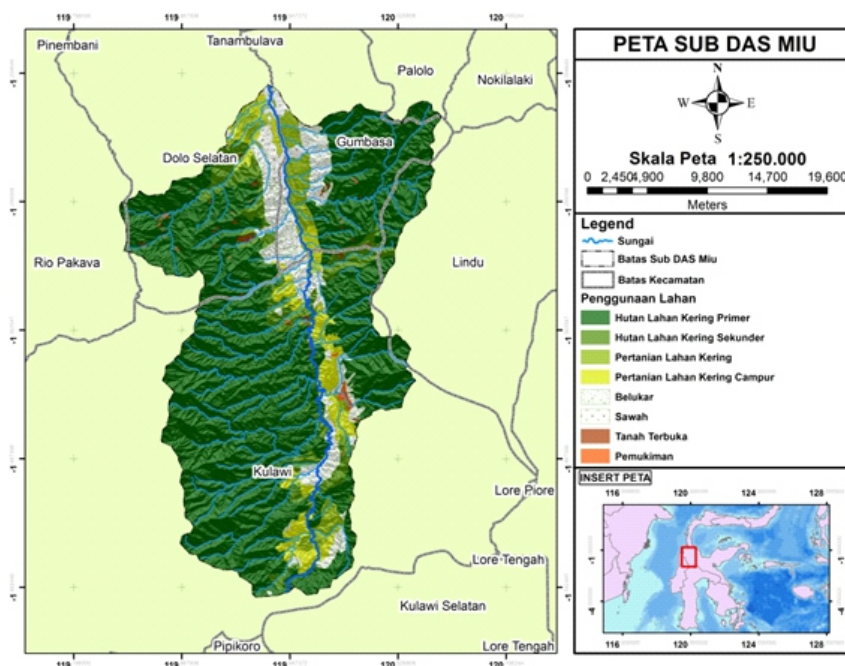 119 119 119 120 120
Pinembani
Tanambulava
Palolo
Nokilalaki
Dolo Selatan
Gumbasa
Rio Pakava
Lindu
Kulawi
Lore Piore
Lore Tengah
Kulawi Selatan
Pipikoro
Lore Tengah
119 119 119 120 120
PETA SUB DAS MIU
N
W E
S
Skala Peta 1:250.000
0 2,450 4,900 9,800 14,700 19,600
Meters
Legend
Sungai
Batas Sub DAS Miu
Batas Kecamatan
Penggunaan Lahan
Hutan Lahan Kering Primer
Hutan Lahan Kering Sekunder
Pertanian Lahan Kering
Pertanian Lahan Kering Campur
Belukar
Sawah
Tanah Terbuka
Pemukiman
INSERT PETA
116 120 124 128
-1 -1
-4 -4
116 120 124 128